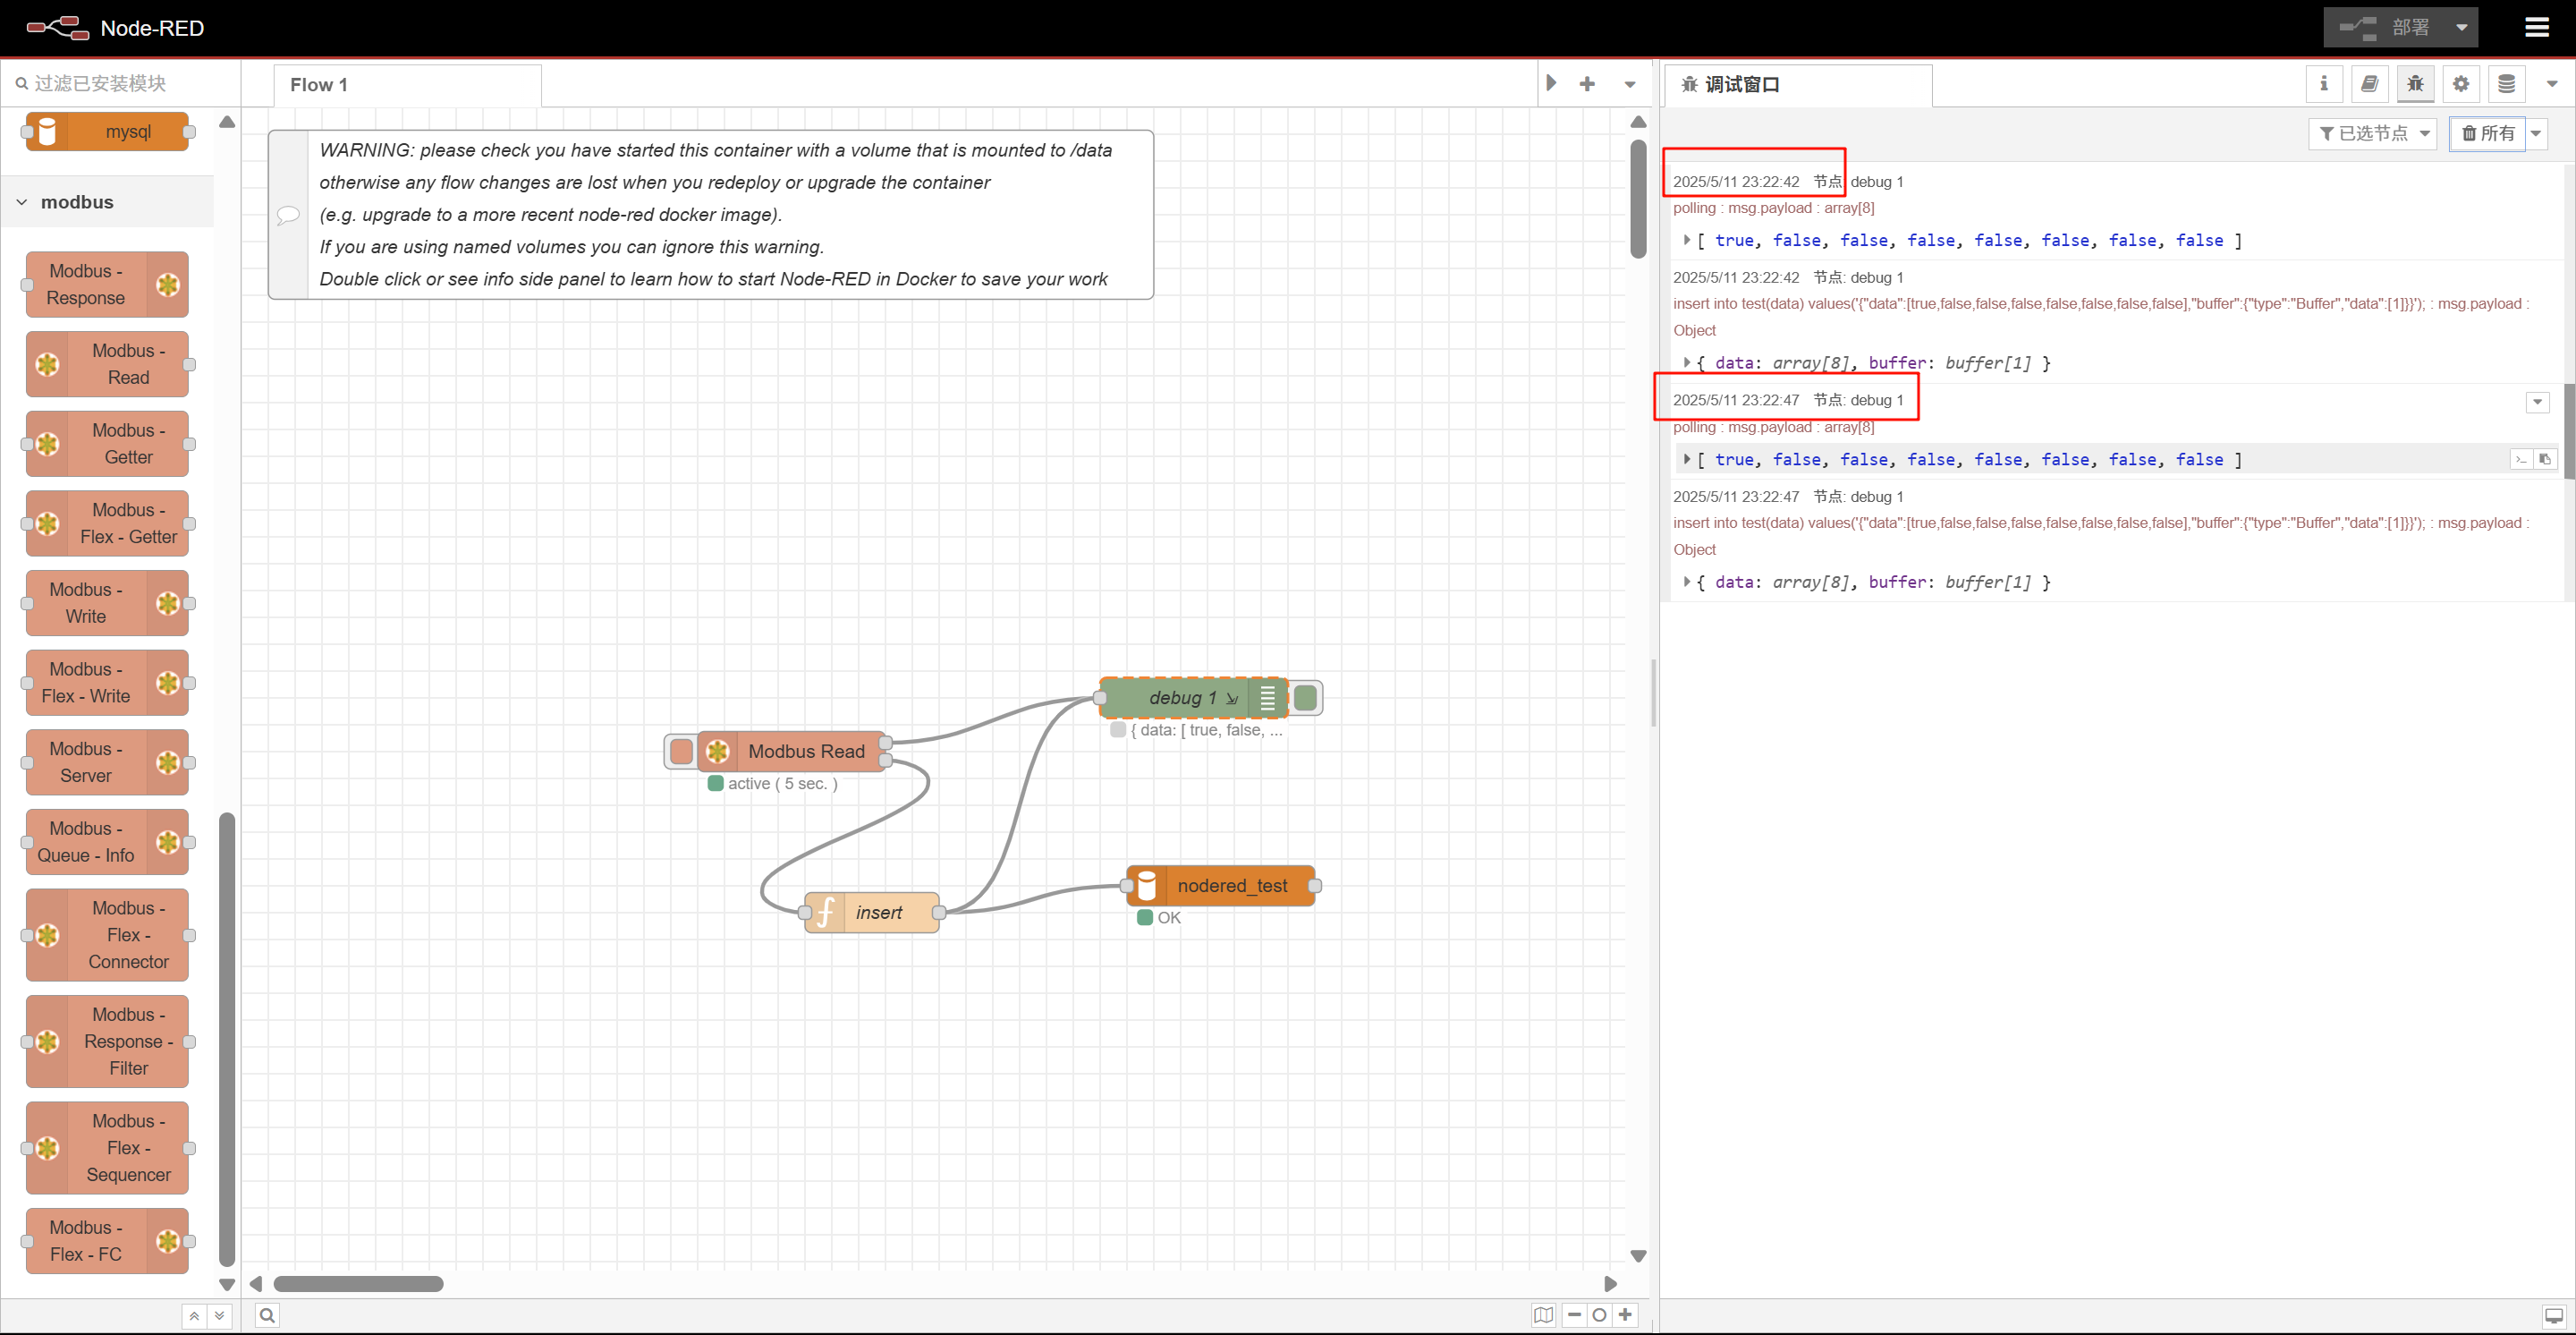 Node-RED
部署
过滤已安装模块
mysql
modbus
Modbus -
Response
Modbus -
Read
Modbus -
Getter
Modbus -
Flex - Getter
Modbus -
Write
Modbus -
Flex - Write
Modbus -
Server
Modbus -
Queue - Info
Modbus -
Flex -
Connector
Modbus -
Response -
Filter
Modbus -
Flex -
Sequencer
Modbus -
Flex - FC
Flow 1
WARNING: please check you have started this container with a volume that is mounted to /data
otherwise any flow changes are lost when you redeploy or upgrade the container
(e.g. upgrade to a more recent node-red docker image).
If you are using named volumes you can ignore this warning.
Double click or see info side panel to learn how to start Node-RED in Docker to save your work
debug 1
{ data: [ true, false, ...
Modbus Read
active ( 5 sec. )
insert
nodered_test
OK
调试窗口
已选节点
所有
2025/5/11 23:22:42 节点: debug 1
polling : msg.payload : array[8]
[ true, false, false, false, false, false, false, false ]
2025/5/11 23:22:42 节点: debug 1
insert into test(data) values('{"data":[true,false,false,false,false,false,false,false],"buffer":{"type":"Buffer","data":[1]}}'); : msg.payload :
Object
{ data: array[8], buffer: buffer[1] }
2025/5/11 23:22:47 节点: debug 1
polling : msg.payload : array[8]
[ true, false, false, false, false, false, false, false ]
2025/5/11 23:22:47 节点: debug 1
insert into test(data) values('{"data":[true,false,false,false,false,false,false,false],"buffer":{"type":"Buffer","data":[1]}}'); : msg.payload :
Object
{ data: array[8], buffer: buffer[1] }